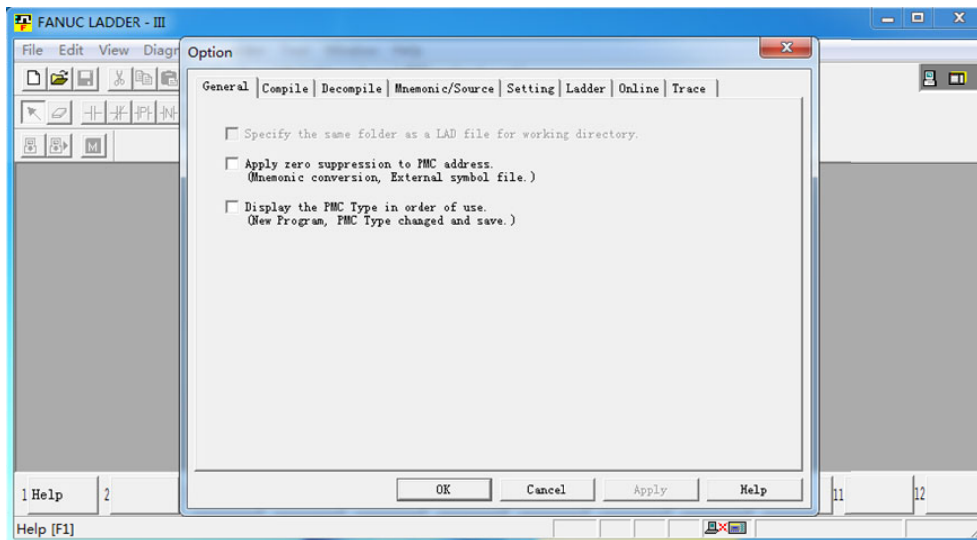 FANUC LADDER - III
File Edit View Diagr
Option
General Compile Decompile Mnemonic/Source Setting Ladder Online Trace
Specify the same folder as a LAD file for working directory.
Apply zero suppression to PMC address.
(Mnemonic conversion, External symbol file.)
Display the PMC Type in order of use.
(New Program, PMC Type changed and save.)
OK Cancel Apply Help
1 Help 2 11 12
Help [F1]